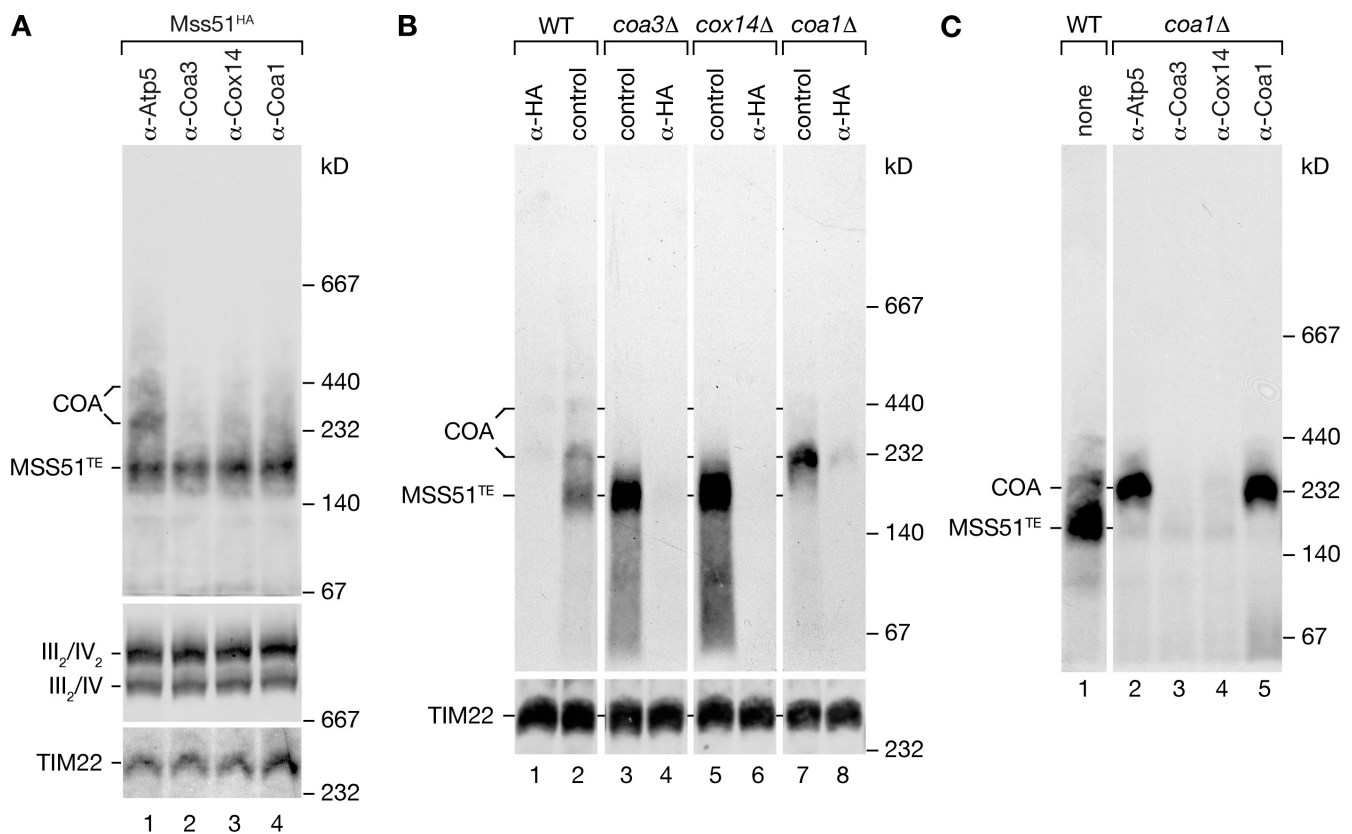 A
Mss51ᴴᴬ
α-Atp5
α-Coa3
α-Cox14
α-Coa1
kD
667
440
COA
232
MSS51ᵀᴱ
140
67
III₂/IV₂
III₂/IV
667
TIM22
232
1 2 3 4
B
WT coa3Δ cox14Δ coa1Δ
α-HA
control
control
α-HA
control
α-HA
control
α-HA
kD
667
440
COA
232
MSS51ᵀᴱ
140
67
TIM22
232
1 2 3 4 5 6 7 8
C
WT coa1Δ
none
α-Atp5
α-Coa3
α-Cox14
α-Coa1
kD
667
440
COA
232
MSS51ᵀᴱ
140
67
1 2 3 4 5